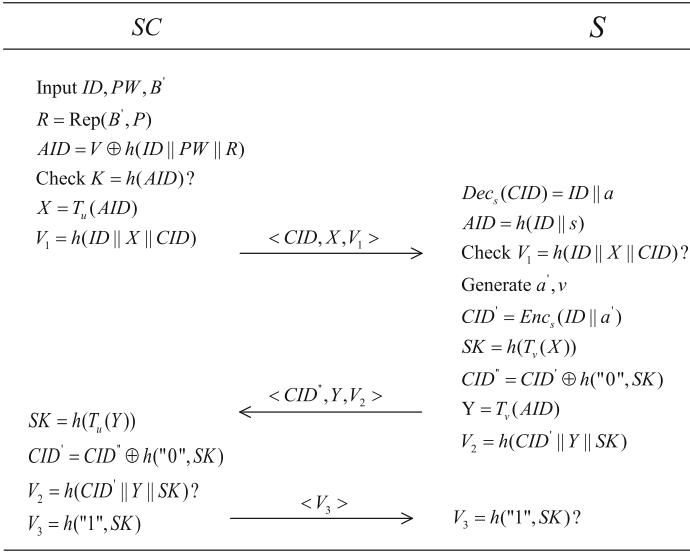 SC S
Input ID, PW, B'
R = Rep(B', P)
AID = V ⊕ h(ID || PW || R)
Check K = h(AID)?
X = T_u(AID)
V_1 = h(ID || X || CID)
< CID, X, V_1 >
Dec_s(CID) = ID || a
AID = h(ID || s)
Check V_1 = h(ID || X || CID)?
Generate a', v
CID' = Enc_s(ID || a')
SK = h(T_v(X))
CID" = CID' ⊕ h("0", SK)
Y = T_v(AID)
V_2 = h(CID' || Y || SK)
< CID", Y, V_2 >
SK = h(T_u(Y))
CID' = CID" ⊕ h("0", SK)
V_2 = h(CID' || Y || SK)?
V_3 = h("1", SK)
< V_3 >
V_3 = h("1", SK)?